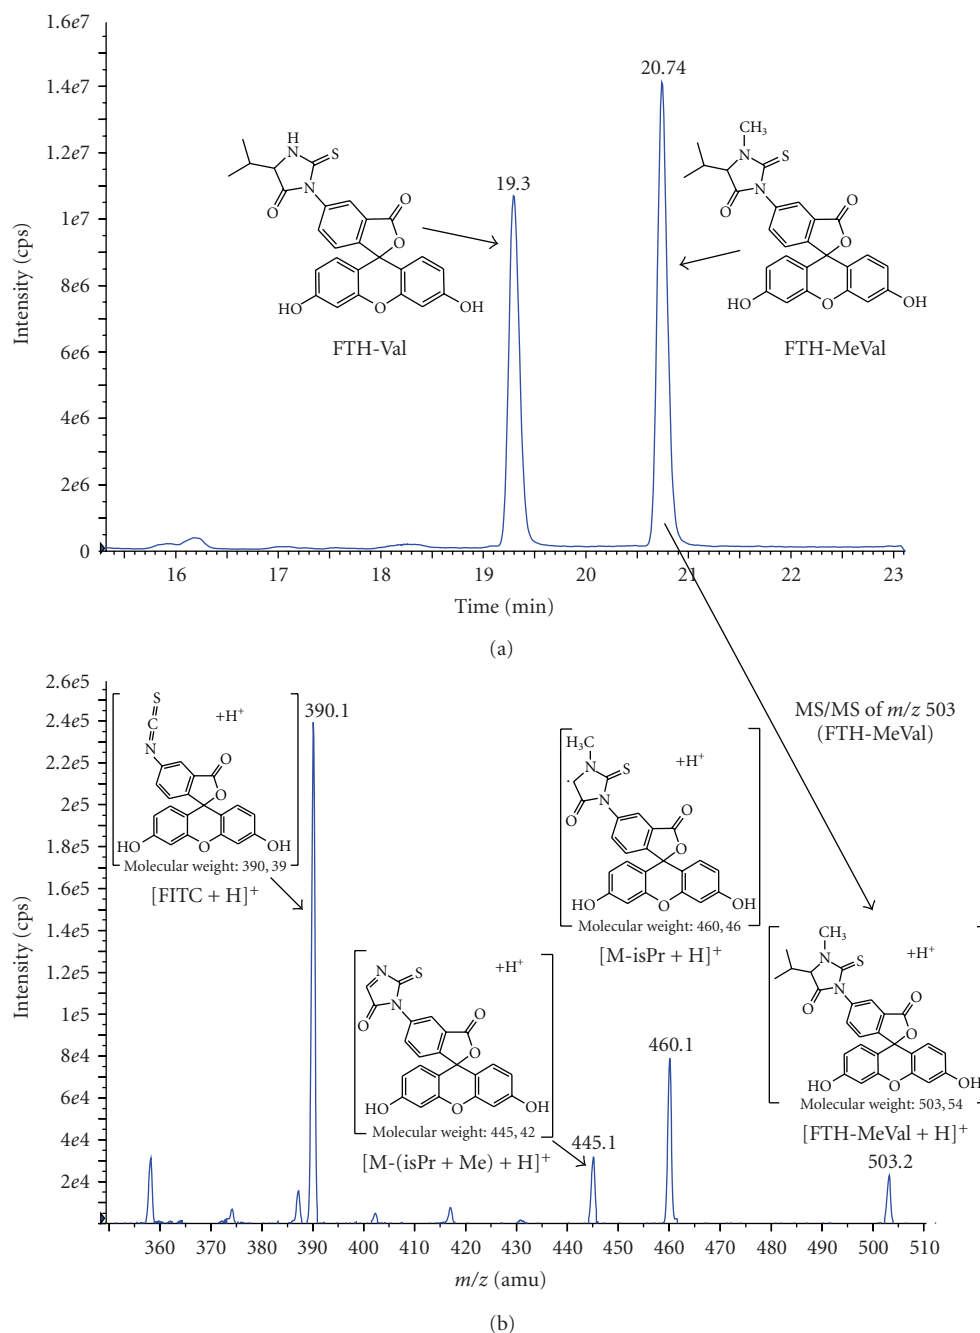 (a)
1.6e7
1.4e7
1.2e7
1e7
8e6
6e6
4e6
2e6
0
Intensity (cps)
20.74
19.3
H
N
S
N
O
O
O
HO
O
OH
FTH-Val
CH₃
N
S
N
O
O
O
HO
O
OH
FTH-MeVal
16 17 18 19 20 21 22 23
Time (min)
(a)
2.6e5
2.4e5
2.2e5
2e5
1.8e5
1.6e5
1.4e5
1.2e5
1e5
8e4
6e4
4e4
2e4
Intensity (cps)
S
C
N
+H⁺
O
O
HO
O
OH
Molecular weight: 390, 39
[FITC + H]⁺
390.1
MS/MS of m/z 503
(FTH-MeVal)
H₃C
N
S
+H⁺
N
O
O
O
HO
O
OH
Molecular weight: 460, 46
[M-isPr + H]⁺
N
S
+H⁺
N
O
O
O
HO
O
OH
Molecular weight: 445, 42
[M-(isPr + Me) + H]⁺
445.1
460.1
CH₃
N
S
+H⁺
N
O
O
O
HO
O
OH
Molecular weight: 503, 54
[FTH-MeVal + H]⁺
503.2
360 370 380 390 400 410 420 430 440 450 460 470 480 490 500 510
m/z (amu)
(b)